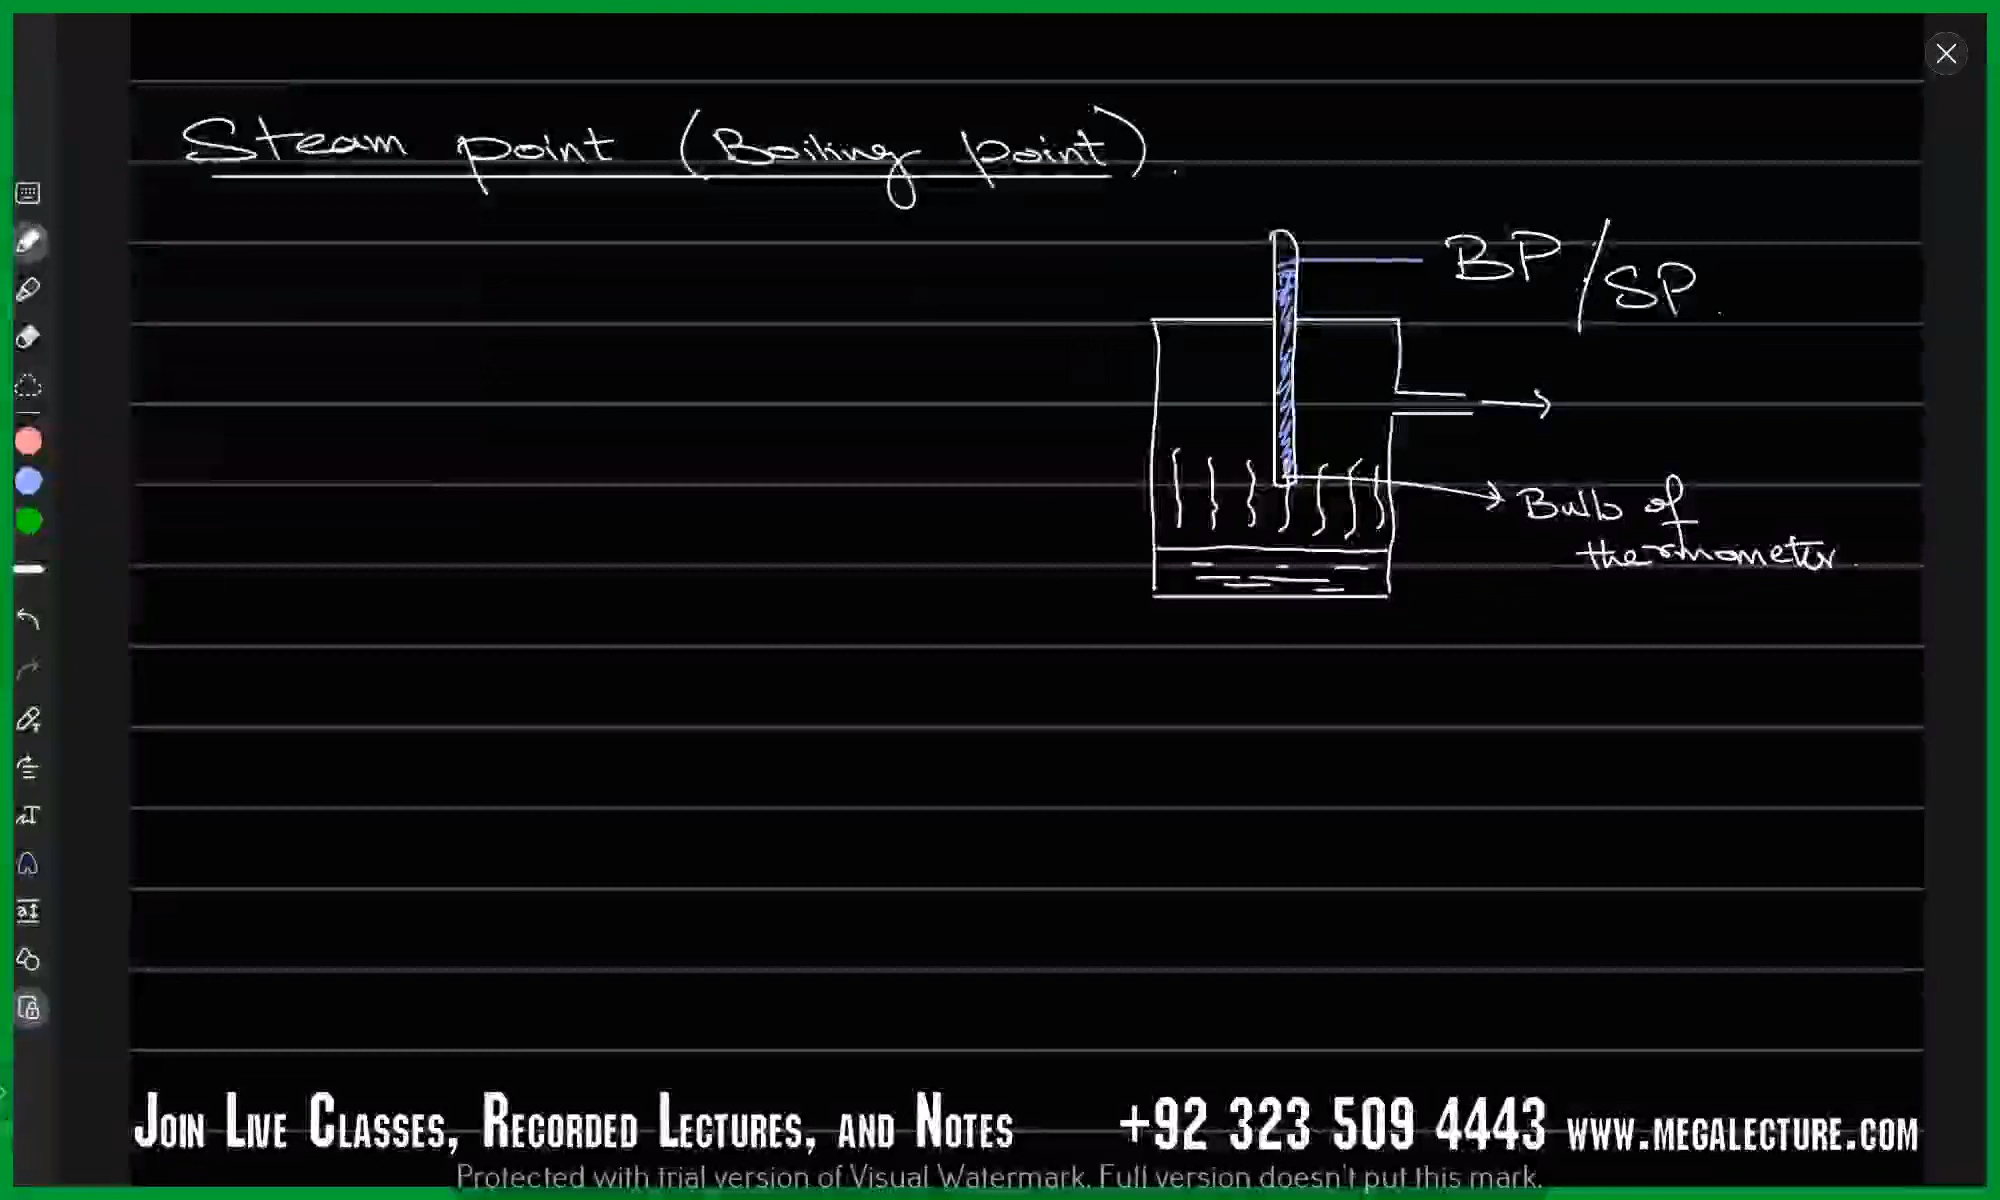 Steam point (Boiling point).
BP/SP.
Bulb of
thermometer.
JOIN LIVE CLASSES, RECORDED LECTURES, AND NOTES +92 323 509 4443 WWW.MEGALECTURE.COM
Protected with trial version of Visual Watermark. Full version doesn't put this mark.